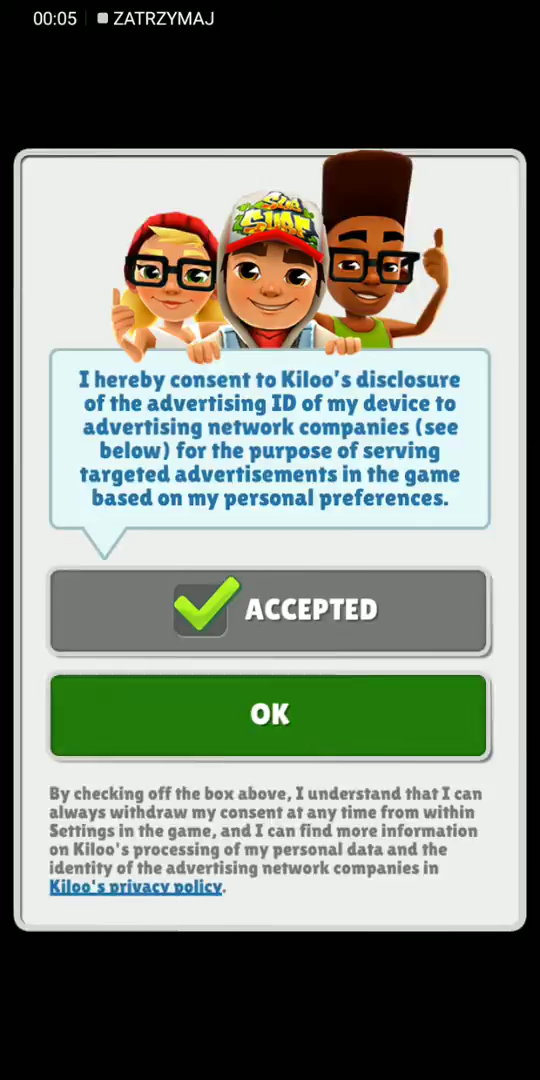 00:05 ZATRZYMAJ
SUB
SURF
I hereby consent to Kiloo's disclosure
of the advertising ID of my device to
advertising network companies (see
below) for the purpose of serving
targeted advertisements in the game
based on my personal preferences.
ACCEPTED
OK
By checking off the box above, I understand that I can
always withdraw my consent at any time from within
Settings in the game, and I can find more information
on Kiloo's processing of my personal data and the
identity of the advertising network companies in
Kiloo's privacy policy.